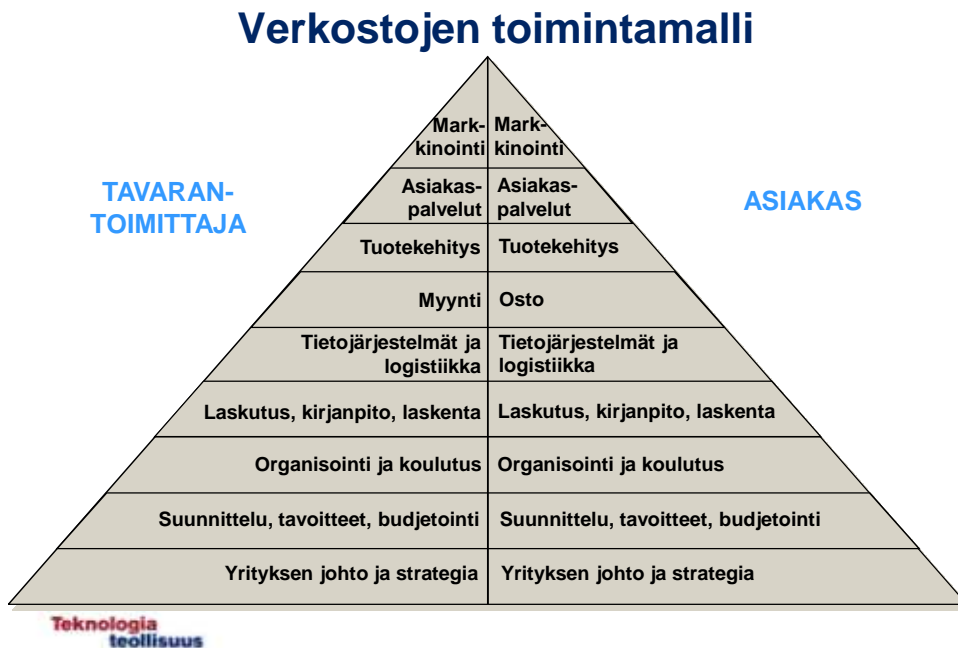 Verkostojen toimintamalli
TAVARAN-
TOIMITTAJA
ASIAKAS
Mark-
kinointi
Mark-
kinointi
Asiakas-
palvelut
Asiakas-
palvelut
Tuotekehitys
Tuotekehitys
Myynti
Osto
Tietojärjestelmät ja
logistiikka
Tietojärjestelmät ja
logistiikka
Laskutus, kirjanpito, laskenta
Laskutus, kirjanpito, laskenta
Organisointi ja koulutus
Organisointi ja koulutus
Suunnittelu, tavoitteet, budjetointi
Suunnittelu, tavoitteet, budjetointi
Yrityksen johto ja strategia
Yrityksen johto ja strategia
Teknologia
teollisuus